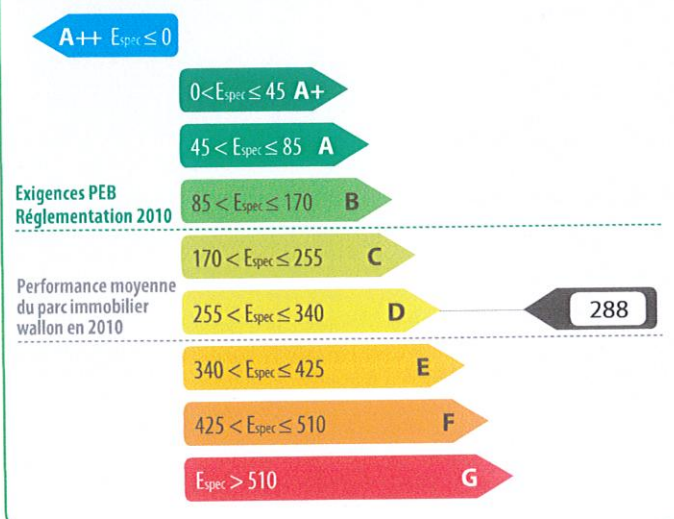 A++ Espec ≤ 0
0<Espec ≤ 45 A+
45 < Espec ≤ 85 A
Exigences PEB
Réglementation 2010
85 < Espec ≤ 170 B
170 < Espec ≤ 255 C
Performance moyenne
du parc immobilier
wallon en 2010
255 < Espec ≤ 340 D
288
340 < Espec ≤ 425 E
425 < Espec ≤ 510 F
Espec > 510 G